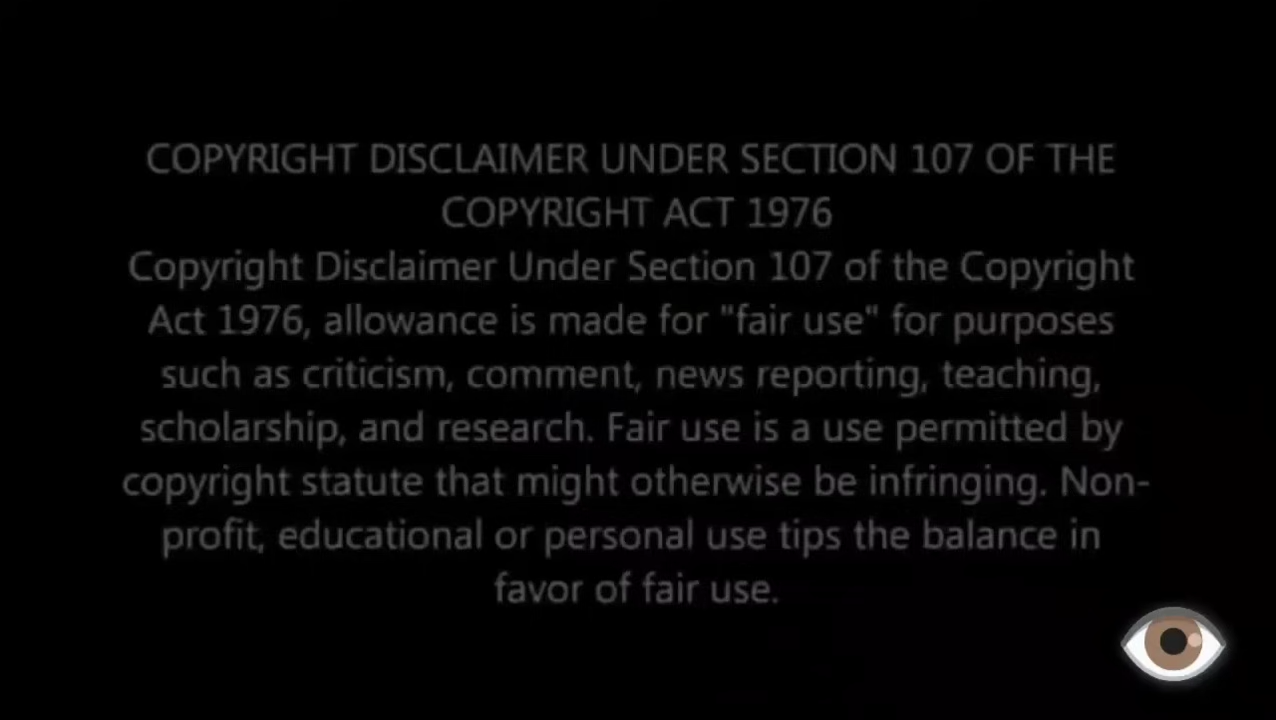 COPYRIGHT DISCLAIMER UNDER SECTION 107 OF THE
COPYRIGHT ACT 1976
Copyright Disclaimer Under Section 107 of the Copyright
Act 1976, allowance is made for "fair use" for purposes
such as criticism, comment, news reporting, teaching,
scholarship, and research. Fair use is a use permitted by
copyright statute that might otherwise be infringing. Non-
profit, educational or personal use tips the balance in
favor of fair use.